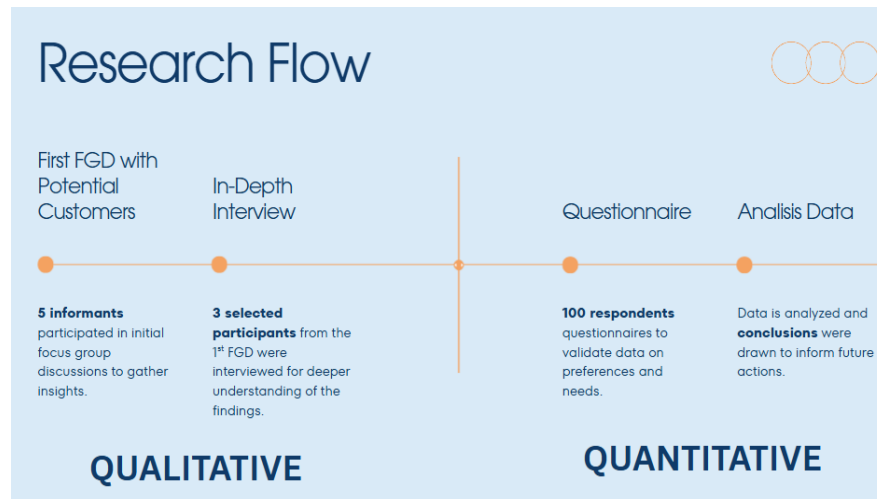 Research Flow
First FGD with
Potential
Customers
In-Depth
Interview
Questionnaire
Analisis Data
5 informants
participated in initial
focus group
discussions to gather
insights.
3 selected
participants from the
1st FGD were
interviewed for deeper
understanding of the
findings.
100 respondents
questionnaires to
validate data on
preferences and
needs.
Data is analyzed and
conclusions were
drawn to inform future
actions.
QUALITATIVE
QUANTITATIVE